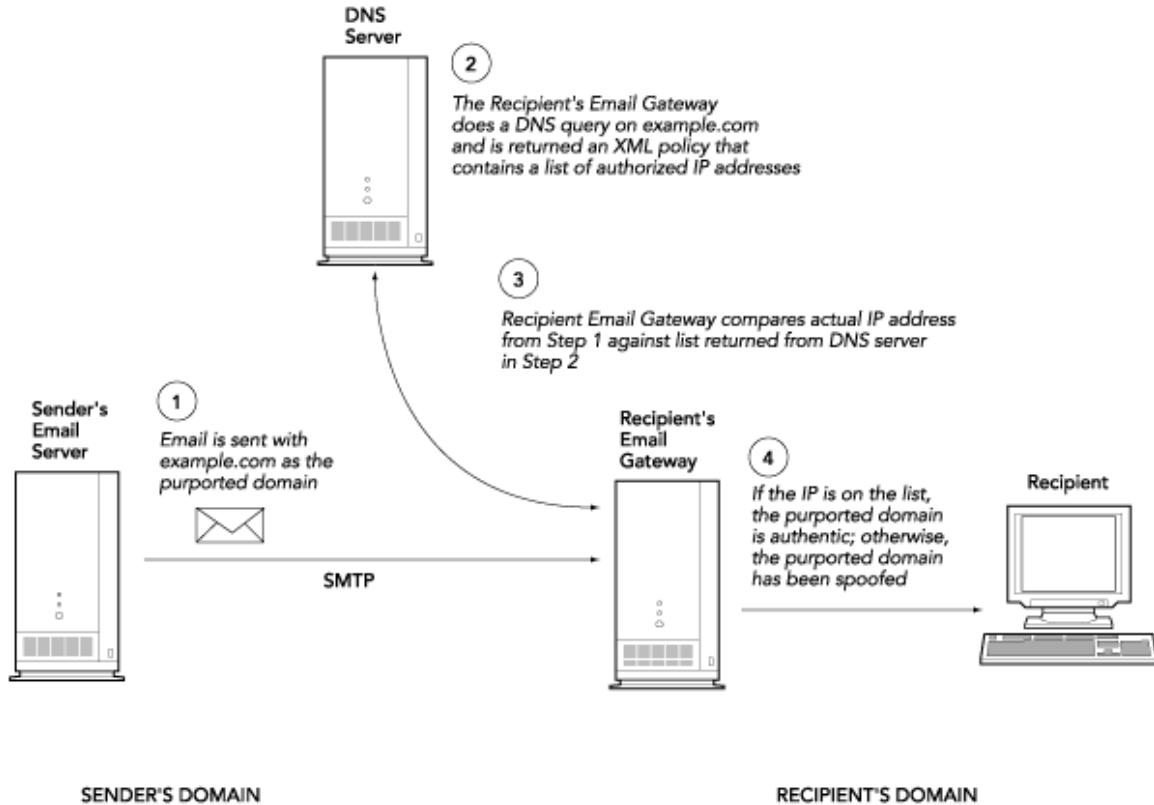 DNS
Server
2
The Recipient's Email Gateway
does a DNS query on example.com
and is returned an XML policy that
contains a list of authorized IP addresses
3
Recipient Email Gateway compares actual IP address
from Step 1 against list returned from DNS server
in Step 2
Sender's
Email
Server
1
Email is sent with
example.com as the
purported domain
SMTP
Recipient's
Email
Gateway
4
If the IP is on the list,
the purported domain
is authentic; otherwise,
the purported domain
has been spoofed
Recipient
SENDER'S DOMAIN
RECIPIENT'S DOMAIN